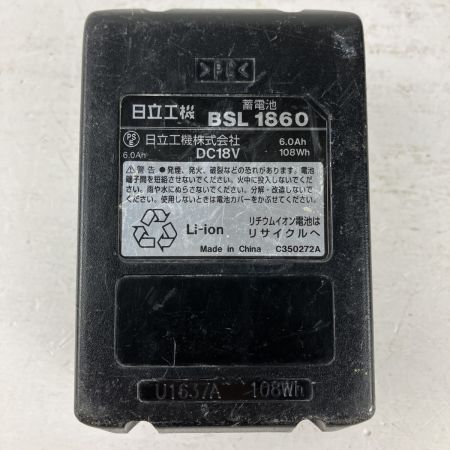 日立工機 蓄電池 BSL 1860
PS E 日立工機株式会社 6.0Ah
6.0Ah DC18V 108Wh
⚠警告 ●発煙、発火、破裂などの恐れがあります。電池
端子間を短絡させないでください。火中に投入しないでくだ
さい。雨や水にぬらさないでください。分解・改造しないで
ください。使用しないときは電池カバーをかぶせてください。
Li-ion
リチウムイオン電池は
リサイクルへ
Made in China C350272A
U1637A 108Wh